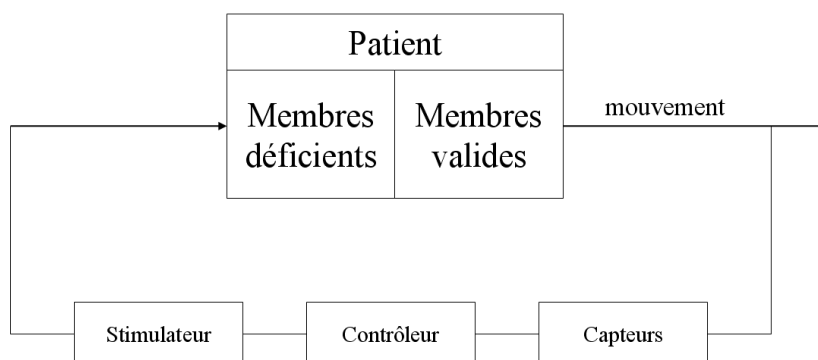 Patient
Membres
déficients
Membres
valides
mouvement
Stimulateur
Contrôleur
Capteurs